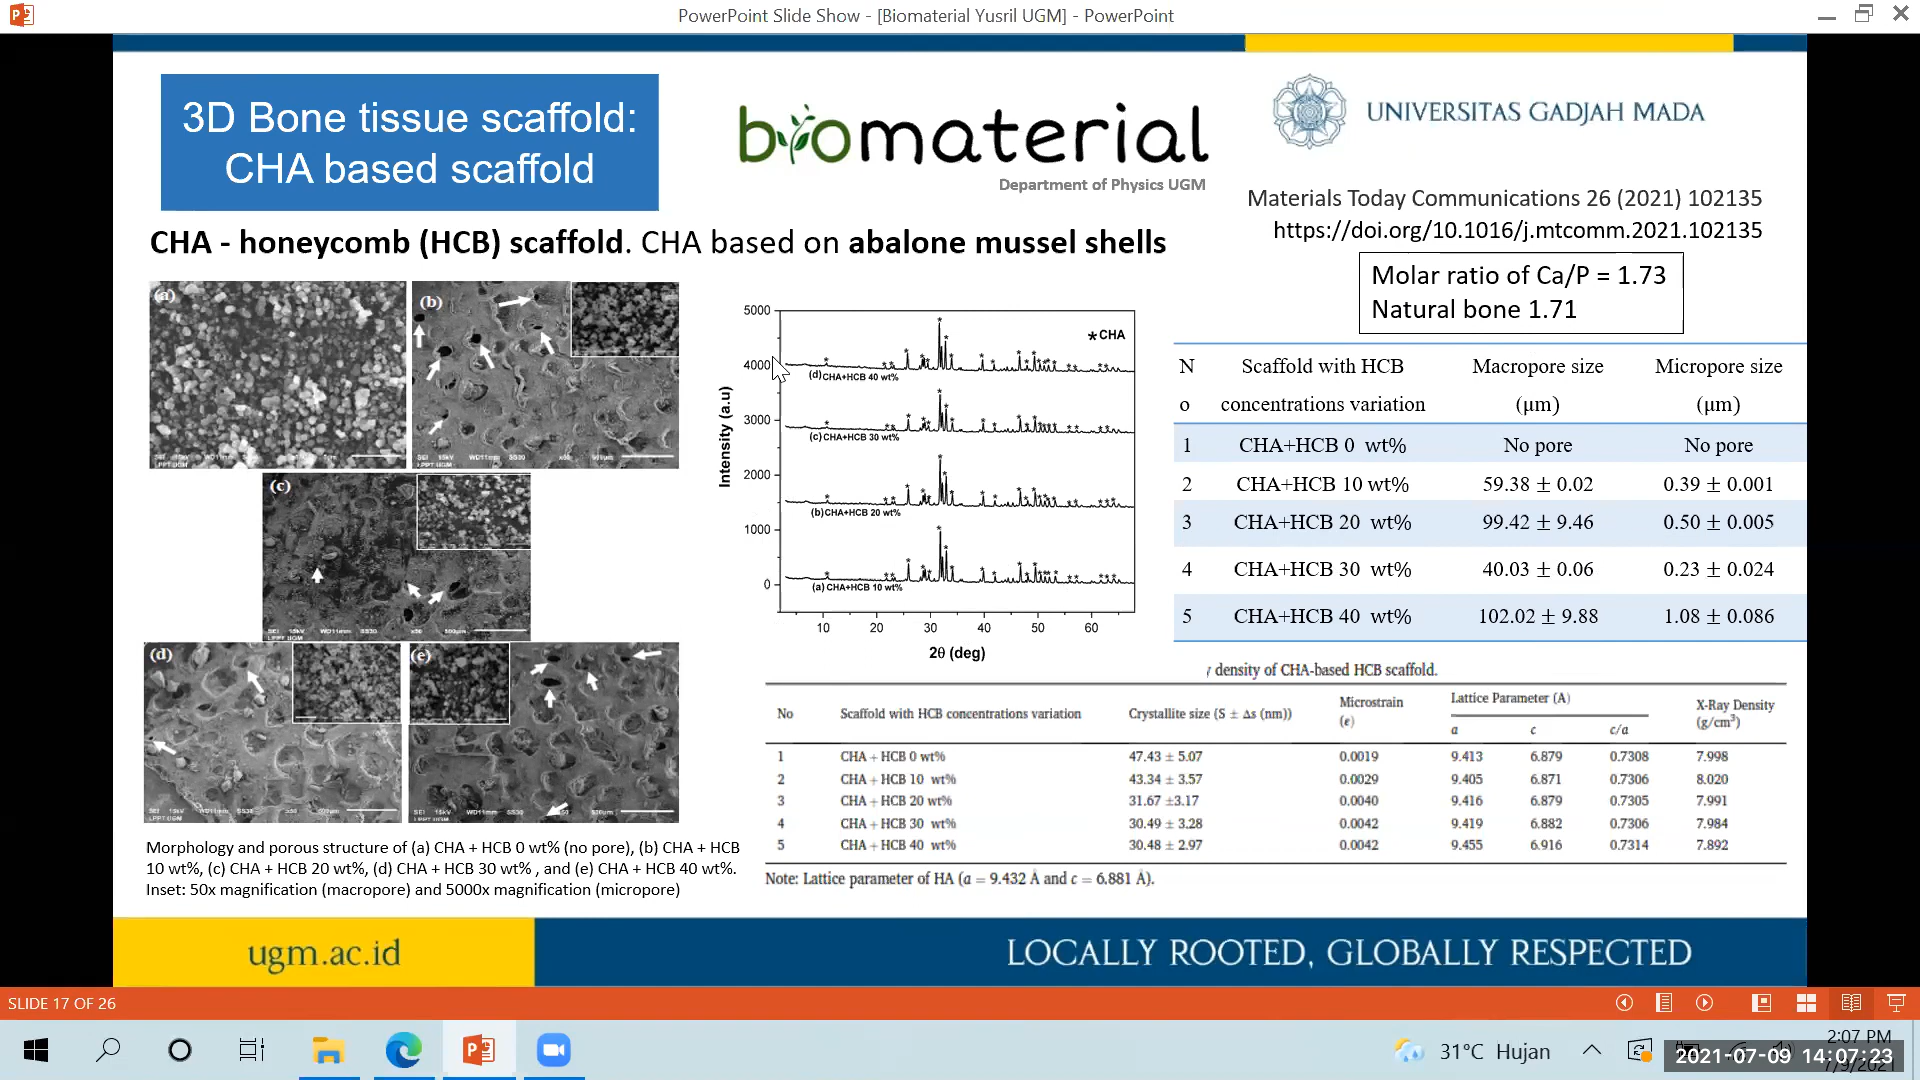 PowerPoint Slide Show - [Biomaterial Yusril UGM] - PowerPoint
3D Bone tissue scaffold:
CHA based scaffold
biomaterial
Department of Physics UGM
UNIVERSITAS GADJAH MADA
Materials Today Communications 26 (2021) 102135
https://doi.org/10.1016/j.mtcomm.2021.102135
CHA - honeycomb (HCB) scaffold. CHA based on abalone mussel shells
Molar ratio of Ca/P = 1.73
Natural bone 1.71
(a)
(b)
(c)
(d)
(e)
Morphology and porous structure of (a) CHA + HCB 0 wt% (no pore), (b) CHA + HCB
10 wt%, (c) CHA + HCB 20 wt%, (d) CHA + HCB 30 wt% , and (e) CHA + HCB 40 wt%.
Inset: 50x magnification (macropore) and 5000x magnification (micropore)
5000
4000
3000
2000
1000
0
Intensity (a.u)
*CHA
(d)CHA+HCB 40 wt%
(c)CHA+HCB 30 wt%
(b)CHA+HCB 20 wt%
(a)CHA+HCB 10 wt%
10 20 30 40 50 60
2θ (deg)
N Scaffold with HCB Macropore size Micropore size
o concentrations variation (μm) (μm)
1 CHA+HCB 0 wt% No pore No pore
2 CHA+HCB 10 wt% 59.38 ± 0.02 0.39 ± 0.001
3 CHA+HCB 20 wt% 99.42 ± 9.46 0.50 ± 0.005
4 CHA+HCB 30 wt% 40.03 ± 0.06 0.23 ± 0.024
5 CHA+HCB 40 wt% 102.02 ± 9.88 1.08 ± 0.086
density of CHA-based HCB scaffold.
No Scaffold with HCB concentrations variation Crystallite size (S ± Δs (nm)) Microstrain (ε) Lattice Parameter (A) X-Ray Density (g/cm³)
a c c/a
1 CHA + HCB 0 wt% 47.43 ± 5.07 0.0019 9.413 6.879 0.7308 7.998
2 CHA + HCB 10 wt% 43.34 ± 3.57 0.0029 9.405 6.871 0.7306 8.020
3 CHA + HCB 20 wt% 31.67 ±3.17 0.0040 9.416 6.879 0.7305 7.991
4 CHA + HCB 30 wt% 30.49 ± 3.28 0.0042 9.419 6.882 0.7306 7.984
5 CHA + HCB 40 wt% 30.48 ± 2.97 0.0042 9.455 6.916 0.7314 7.892
Note: Lattice parameter of HA (a = 9.432 Å and c = 6.881 Å).
ugm.ac.id
LOCALLY ROOTED, GLOBALLY RESPECTED
SLIDE 17 OF 26
31°C Hujan
2:07 PM
2021-07-09 14:07:23